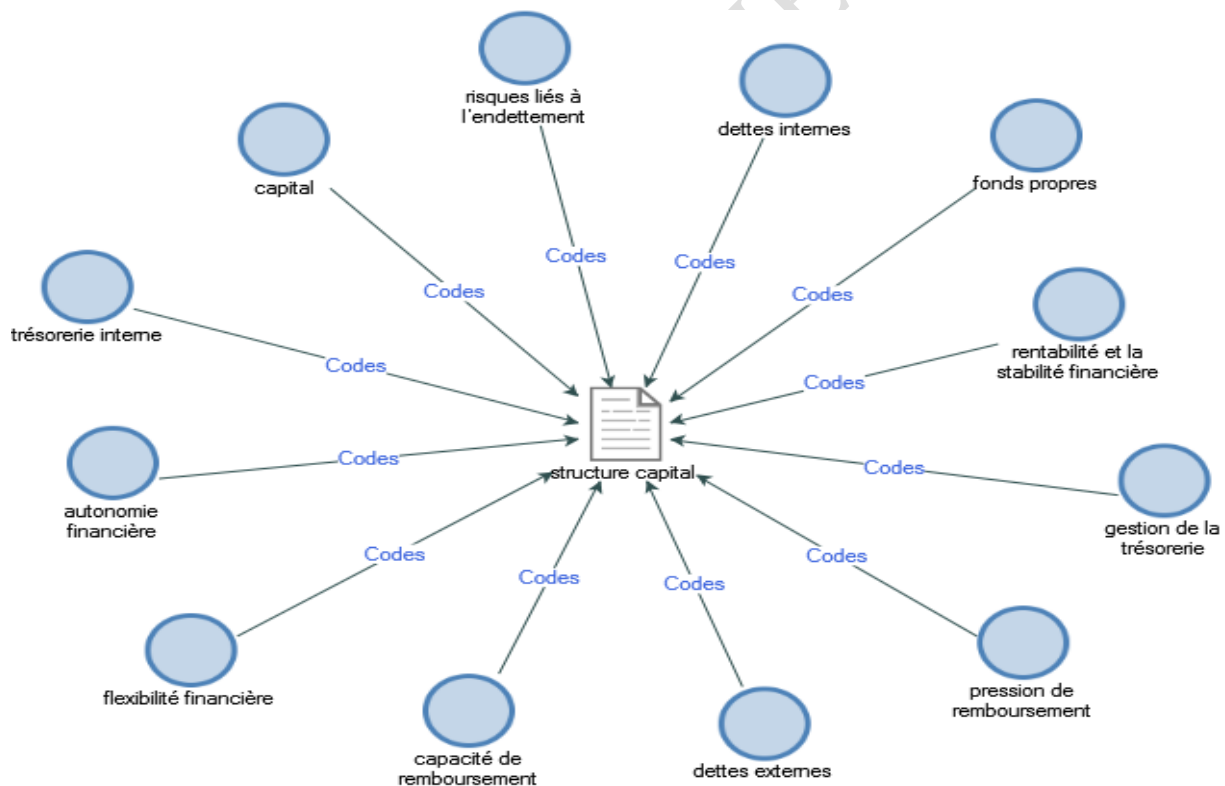 risques liés à
l'endettement
dettes internes
capital
fonds propres
Codes
Codes
Codes
Codes
trésorerie interne
rentabilité et la
stabilité financière
Codes
Codes
Codes
Codes
structure capital
autonomie
financière
gestion de la
trésorerie
Codes
Codes
Codes
Codes
flexibilité financière
pression de
remboursement
capacité de
remboursement
dettes externes